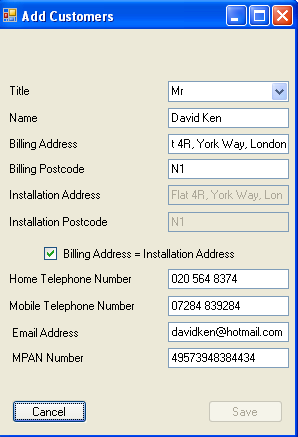 Add Customers
Title Mr
Name David Ken
Billing Address t 4R, York Way, London
Billing Postcode N1
Installation Address Flat 4R, York Way, Lon
Installation Postcode N1
Billing Address = Installation Address
Home Telephone Number 020 564 8374
Mobile Telephone Number 07284 839284
Email Address davidken@hotmail.com
MPAN Number 49573948384434
Cancel Save